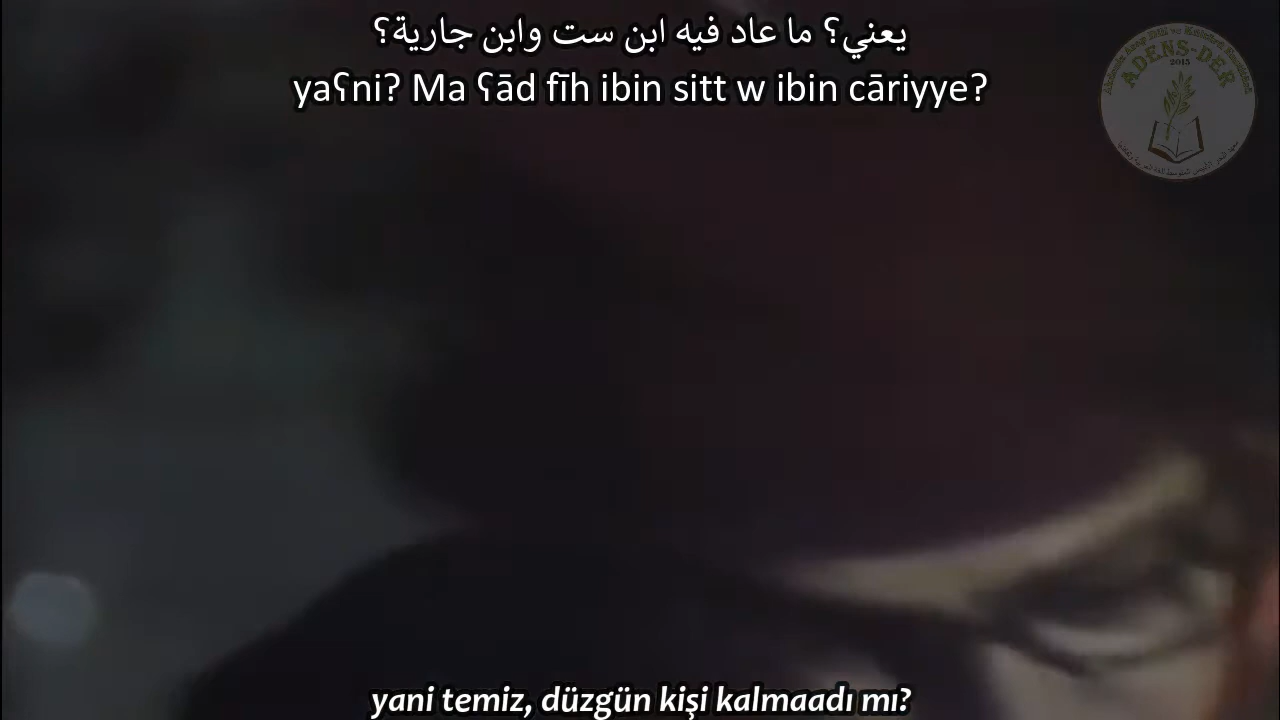 يعني؟ ما عاد فيه ابن ست وابن جارية؟
yaʕni? Ma ʕād fīh ibin sitt w ibin cāriyye?
ADENS-DER
2015
yani temiz, düzgün kişi kalmaadı mı?